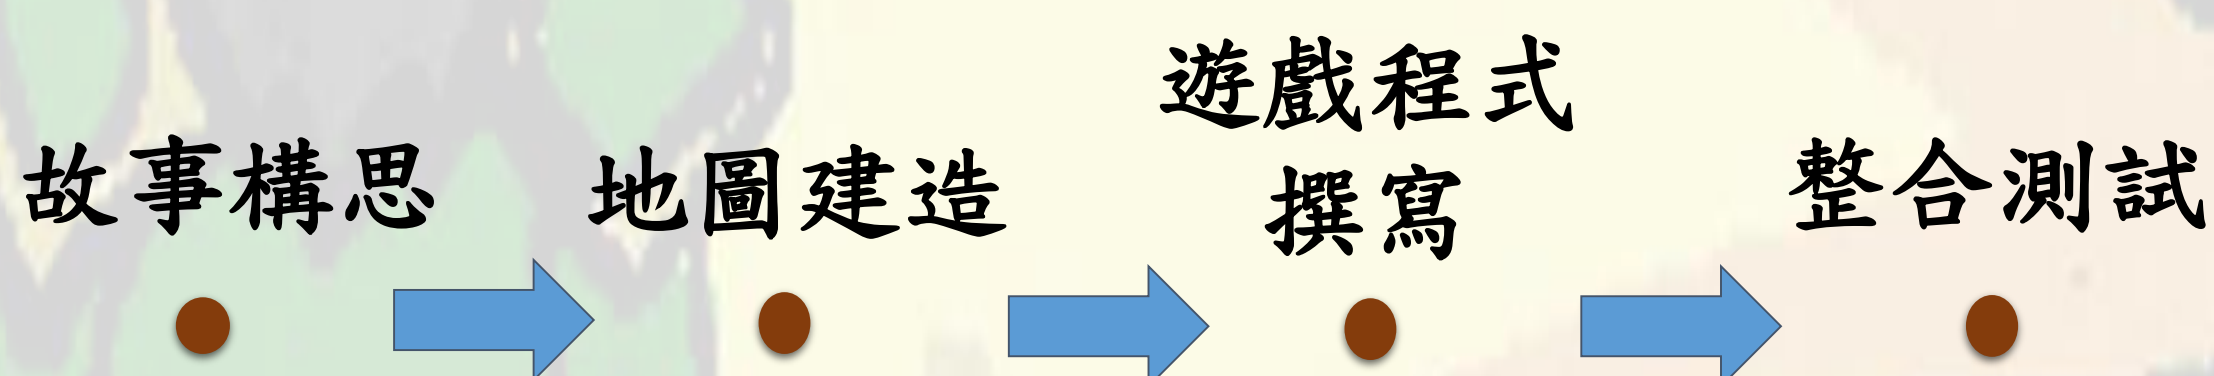 故事構思
地圖建造
遊戲程式
撰寫
整合測試